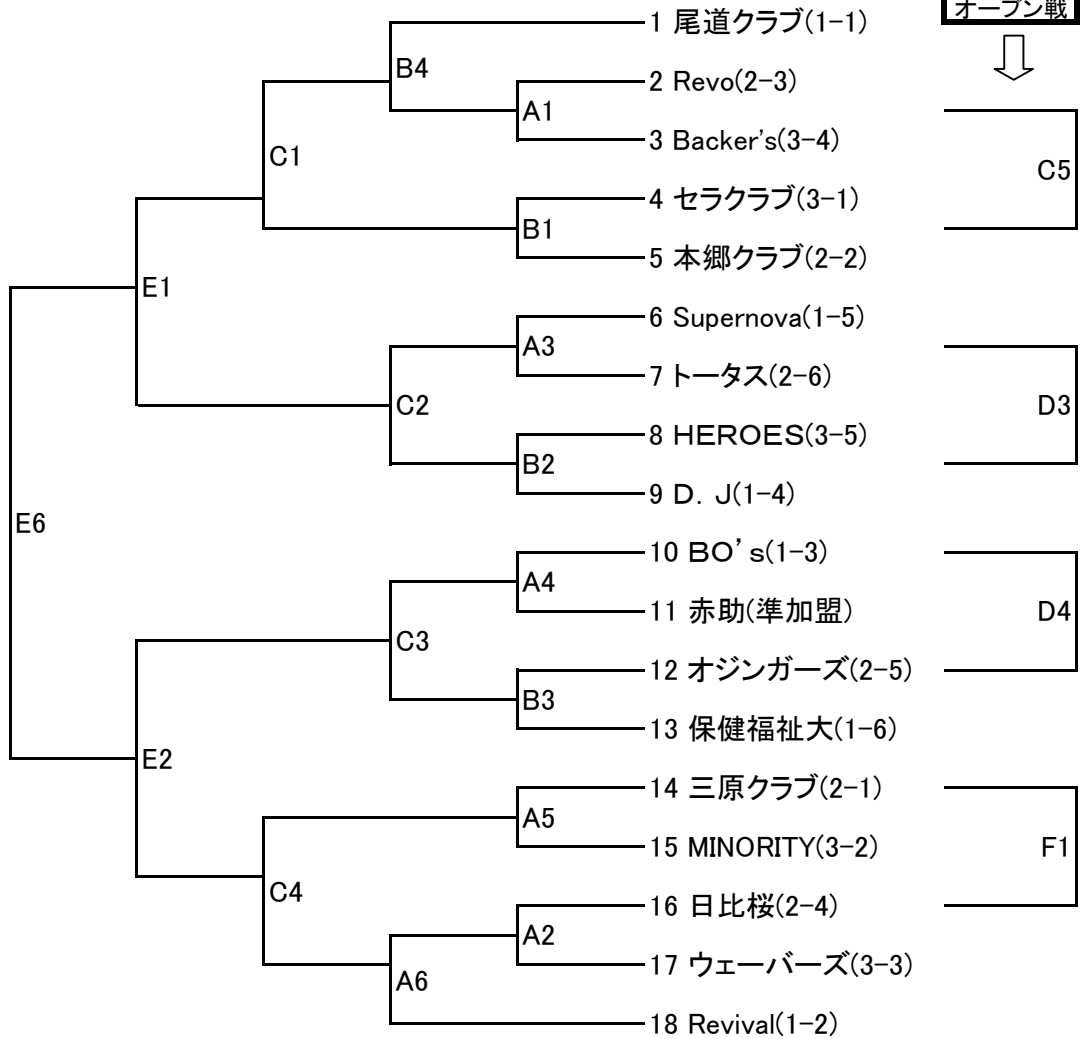 オープン戦
1 尾道クラブ(1-1)
B4
2 Revo(2-3)
A1
3 Backer's(3-4)
C1
C5
4 セラクラブ(3-1)
B1
5 本郷クラブ(2-2)
E1
6 Supernova(1-5)
A3
7 トータス(2-6)
C2
D3
8 HEROES(3-5)
B2
9 D. J(1-4)
E6
10 BO's(1-3)
A4
11 赤助(準加盟)
D4
C3
12 オジンガーズ(2-5)
B3
13 保健福祉大(1-6)
E2
14 三原クラブ(2-1)
A5
15 MINORITY(3-2)
F1
C4
16 日比桜(2-4)
A2
17 ウェーバーズ(3-3)
A6
18 Revival(1-2)